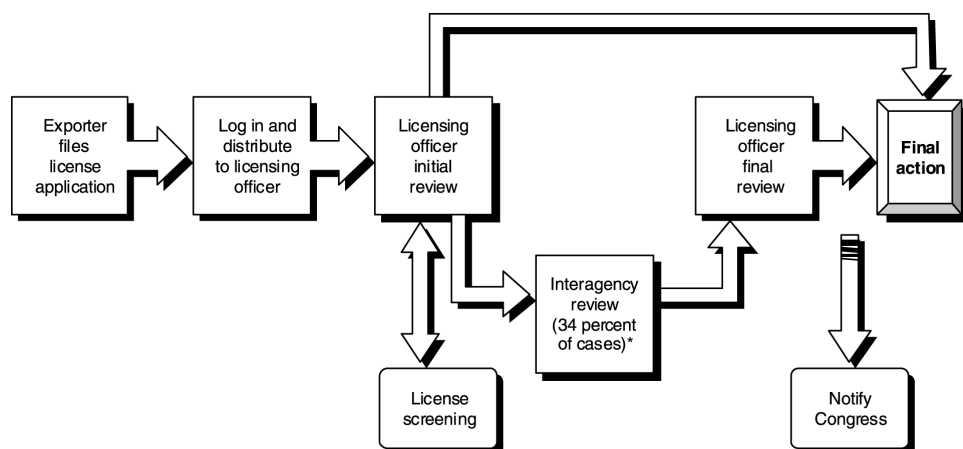 Exporter
files
license
application
Log in and
distribute
to licensing
officer
Licensing
officer
initial
review
Licensing
officer
final
review
Final
action
Interagency
review
(34 percent
of cases)*
License
screening
Notify
Congress